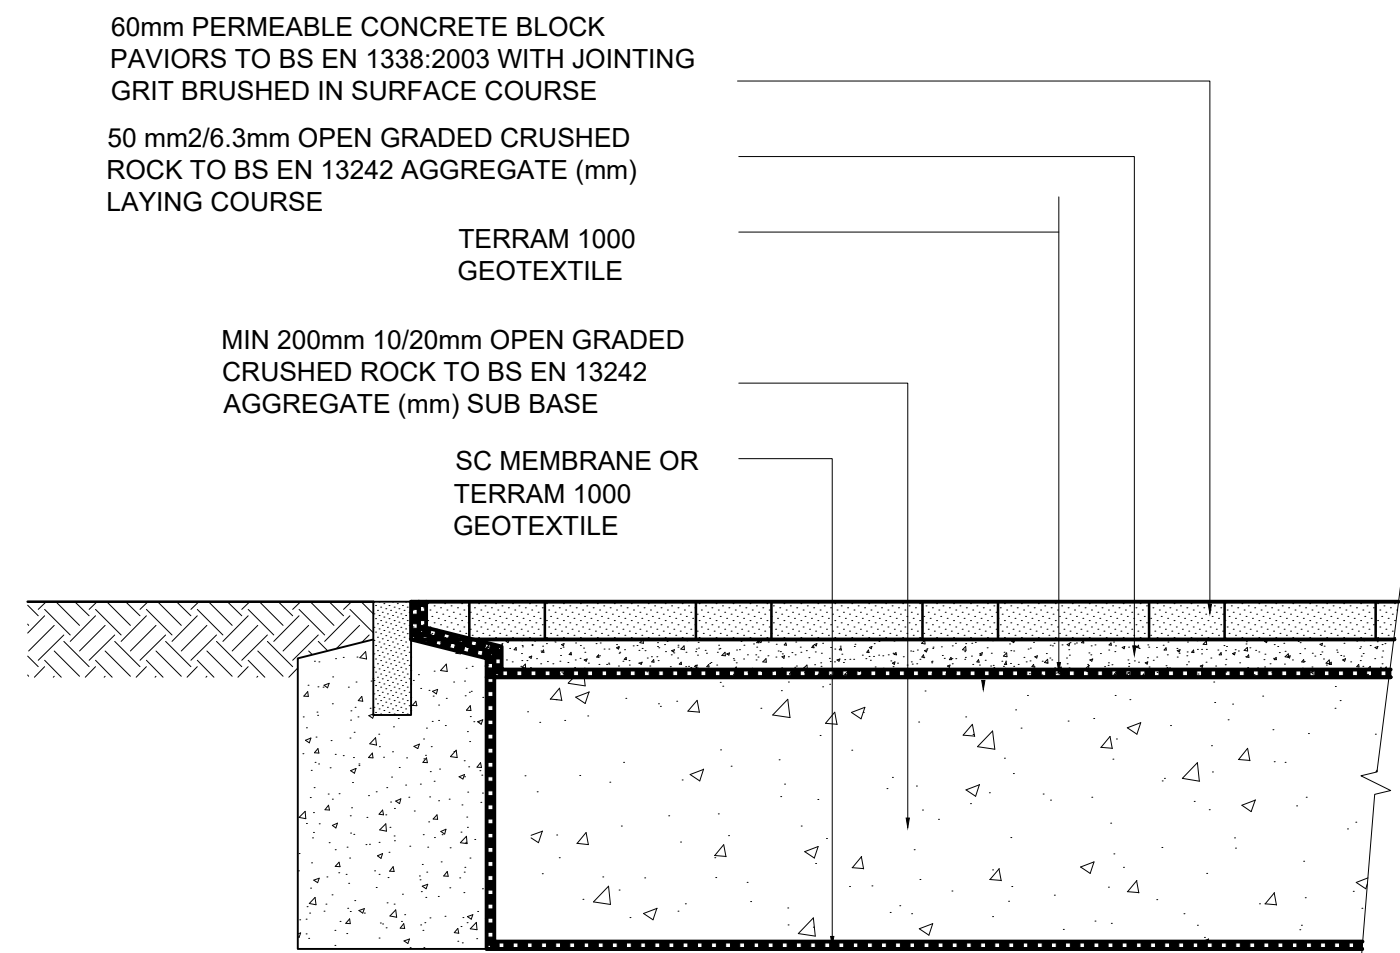 60mm PERMEABLE CONCRETE BLOCK
PAVIORS TO BS EN 1338:2003 WITH JOINTING
GRIT BRUSHED IN SURFACE COURSE
50 mm2/6.3mm OPEN GRADED CRUSHED
ROCK TO BS EN 13242 AGGREGATE (mm)
LAYING COURSE
TERRAM 1000
GEOTEXTILE
MIN 200mm 10/20mm OPEN GRADED
CRUSHED ROCK TO BS EN 13242
AGGREGATE (mm) SUB BASE
SC MEMBRANE OR
TERRAM 1000
GEOTEXTILE